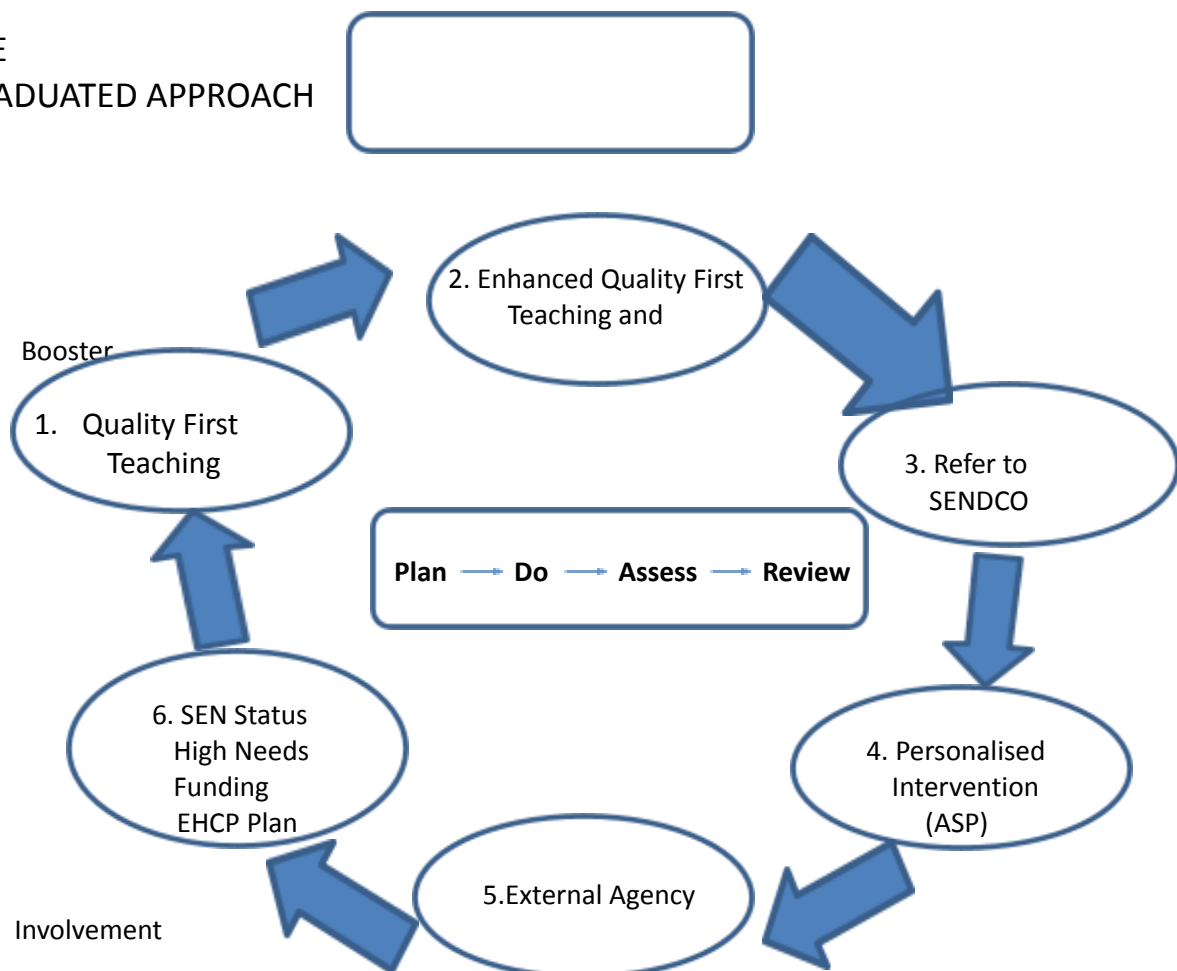 E
ADUATED APPROACH
2. Enhanced Quality First
Teaching and
Booster
1. Quality First
Teaching
3. Refer to
SENDCO
Plan → Do → Assess → Review
6. SEN Status
High Needs
Funding
EHCP Plan
4. Personalised
Intervention
(ASP)
5.External Agency
Involvement